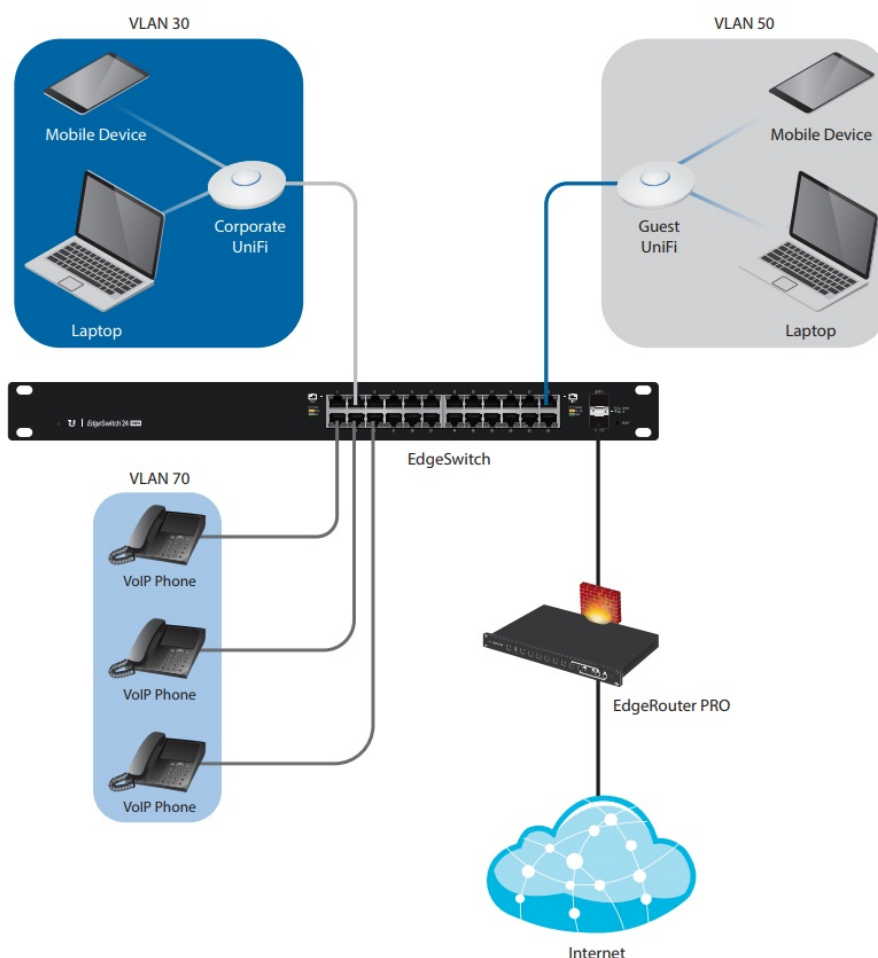 VLAN 30
VLAN 50
Mobile Device
Mobile Device
Corporate
UniFi
Guest
UniFi
Laptop
Laptop
EdgeSwitch 24
EdgeSwitch
VLAN 70
VoIP Phone
VoIP Phone
EdgeRouter PRO
VoIP Phone
Internet